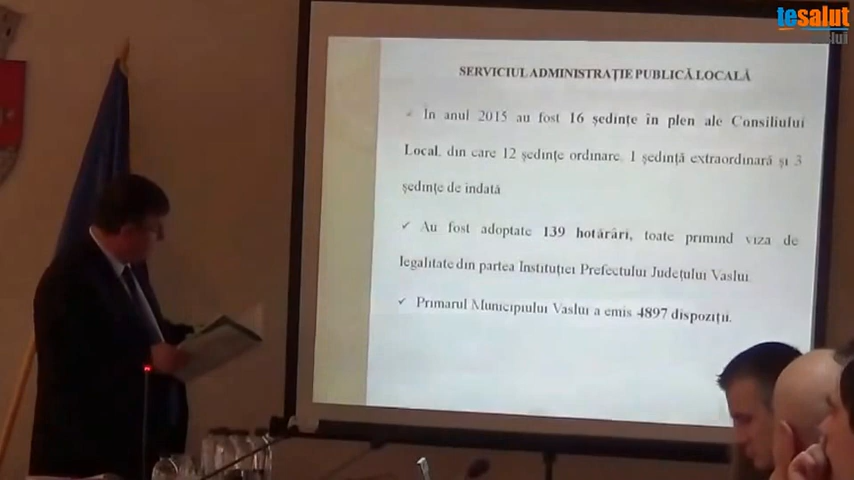 tesalut
vaslui
SERVICIUL ADMINISTRAȚIE PUBLICĂ LOCALĂ
În anul 2015 au fost 16 ședințe în plen ale Consiliului
Local, din care 12 ședințe ordinare, 1 ședință extraordinară și 3
ședințe de îndată
✓ Au fost adoptate 139 hotărâri, toate primind viza de
legalitate din partea Instituției Prefectului Județului Vaslui
✓ Primarul Municipiului Vaslui a emis 4897 dispoziții.